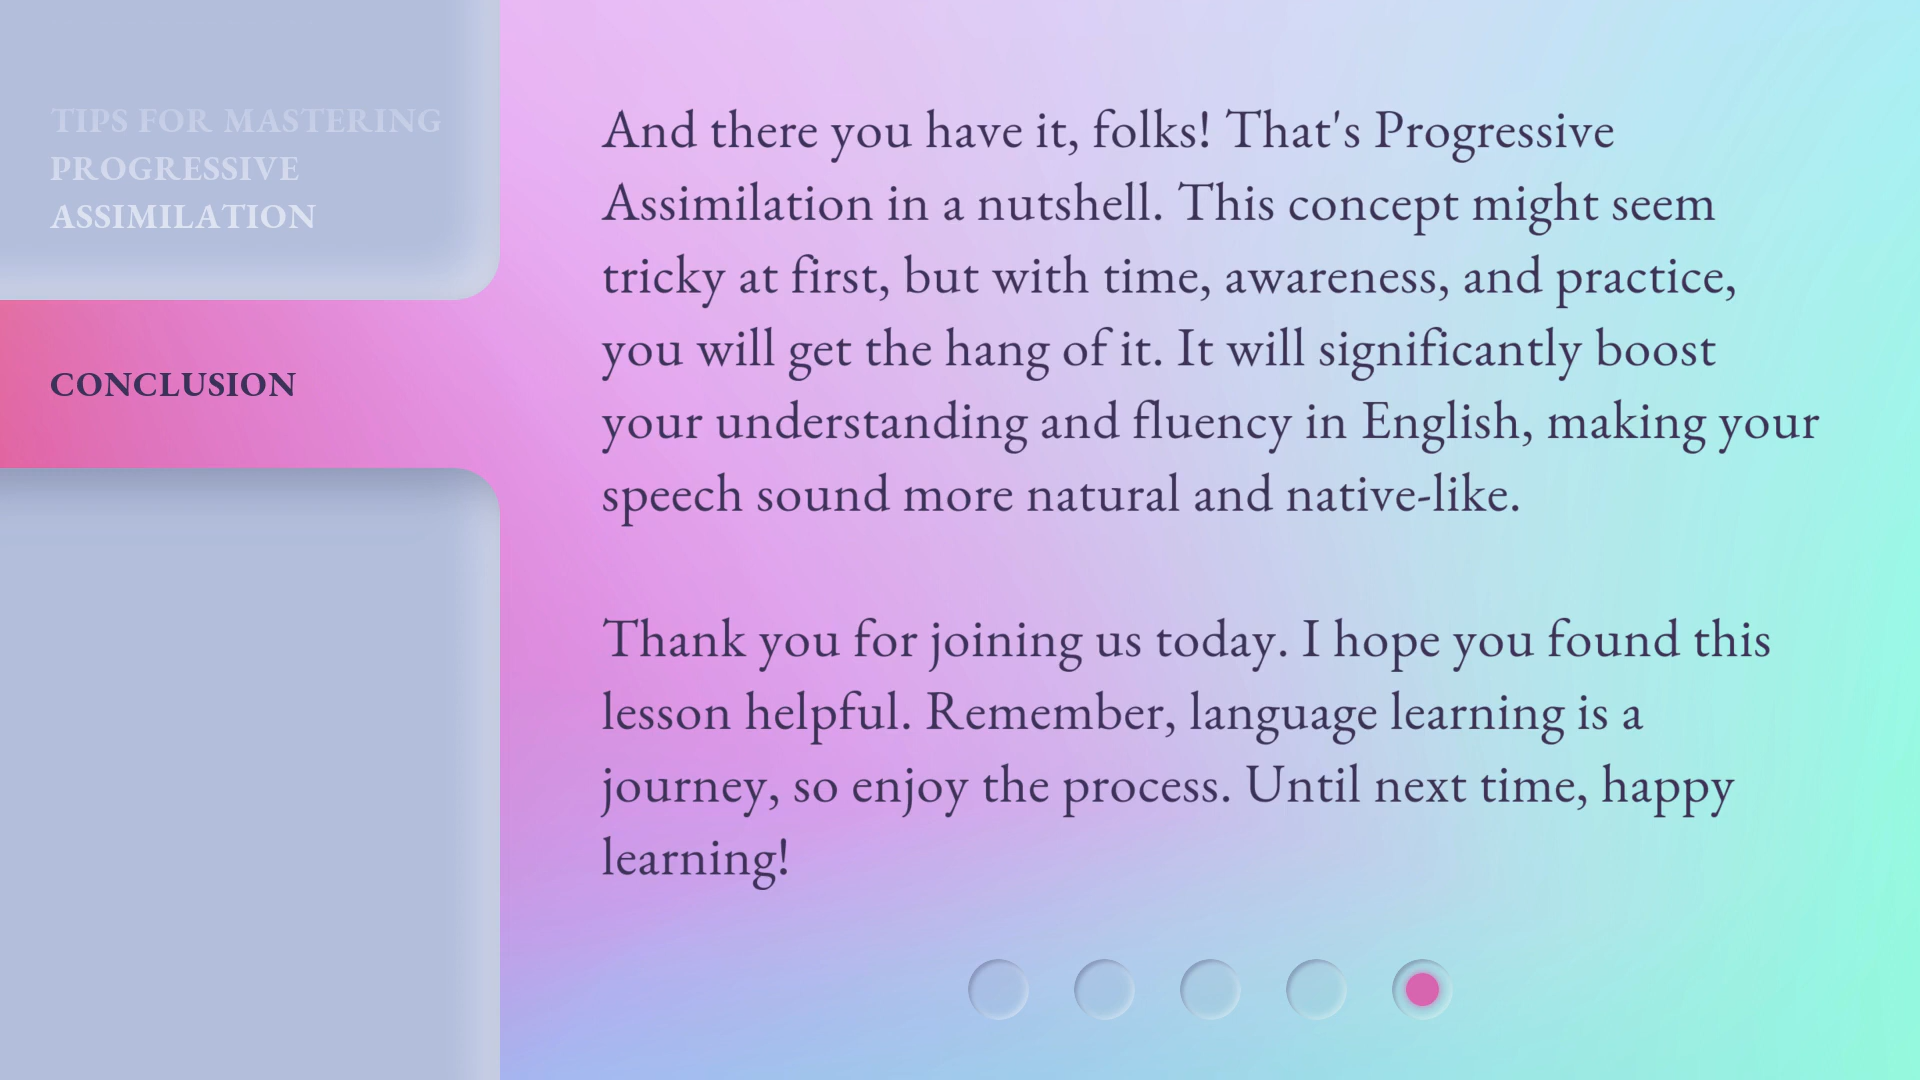 TIPS FOR MASTERING
PROGRESSIVE
ASSIMILATION
CONCLUSION
And there you have it, folks! That's Progressive
Assimilation in a nutshell. This concept might seem
tricky at first, but with time, awareness, and practice,
you will get the hang of it. It will significantly boost
your understanding and fluency in English, making your
speech sound more natural and native-like.
Thank you for joining us today. I hope you found this
lesson helpful. Remember, language learning is a
journey, so enjoy the process. Until next time, happy
learning!